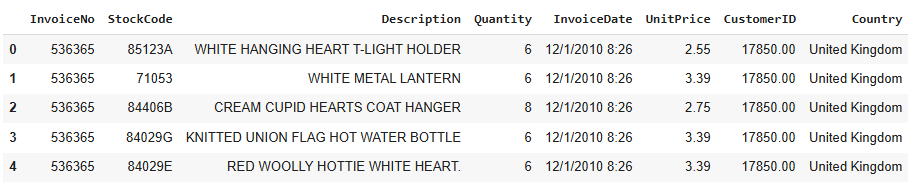 InvoiceNo StockCode Description Quantity InvoiceDate UnitPrice CustomerID Country
0 536365 85123A WHITE HANGING HEART T-LIGHT HOLDER 6 12/1/2010 8:26 2.55 17850.00 United Kingdom
1 536365 71053 WHITE METAL LANTERN 6 12/1/2010 8:26 3.39 17850.00 United Kingdom
2 536365 84406B CREAM CUPID HEARTS COAT HANGER 8 12/1/2010 8:26 2.75 17850.00 United Kingdom
3 536365 84029G KNITTED UNION FLAG HOT WATER BOTTLE 6 12/1/2010 8:26 3.39 17850.00 United Kingdom
4 536365 84029E RED WOOLLY HOTTIE WHITE HEART. 6 12/1/2010 8:26 3.39 17850.00 United Kingdom